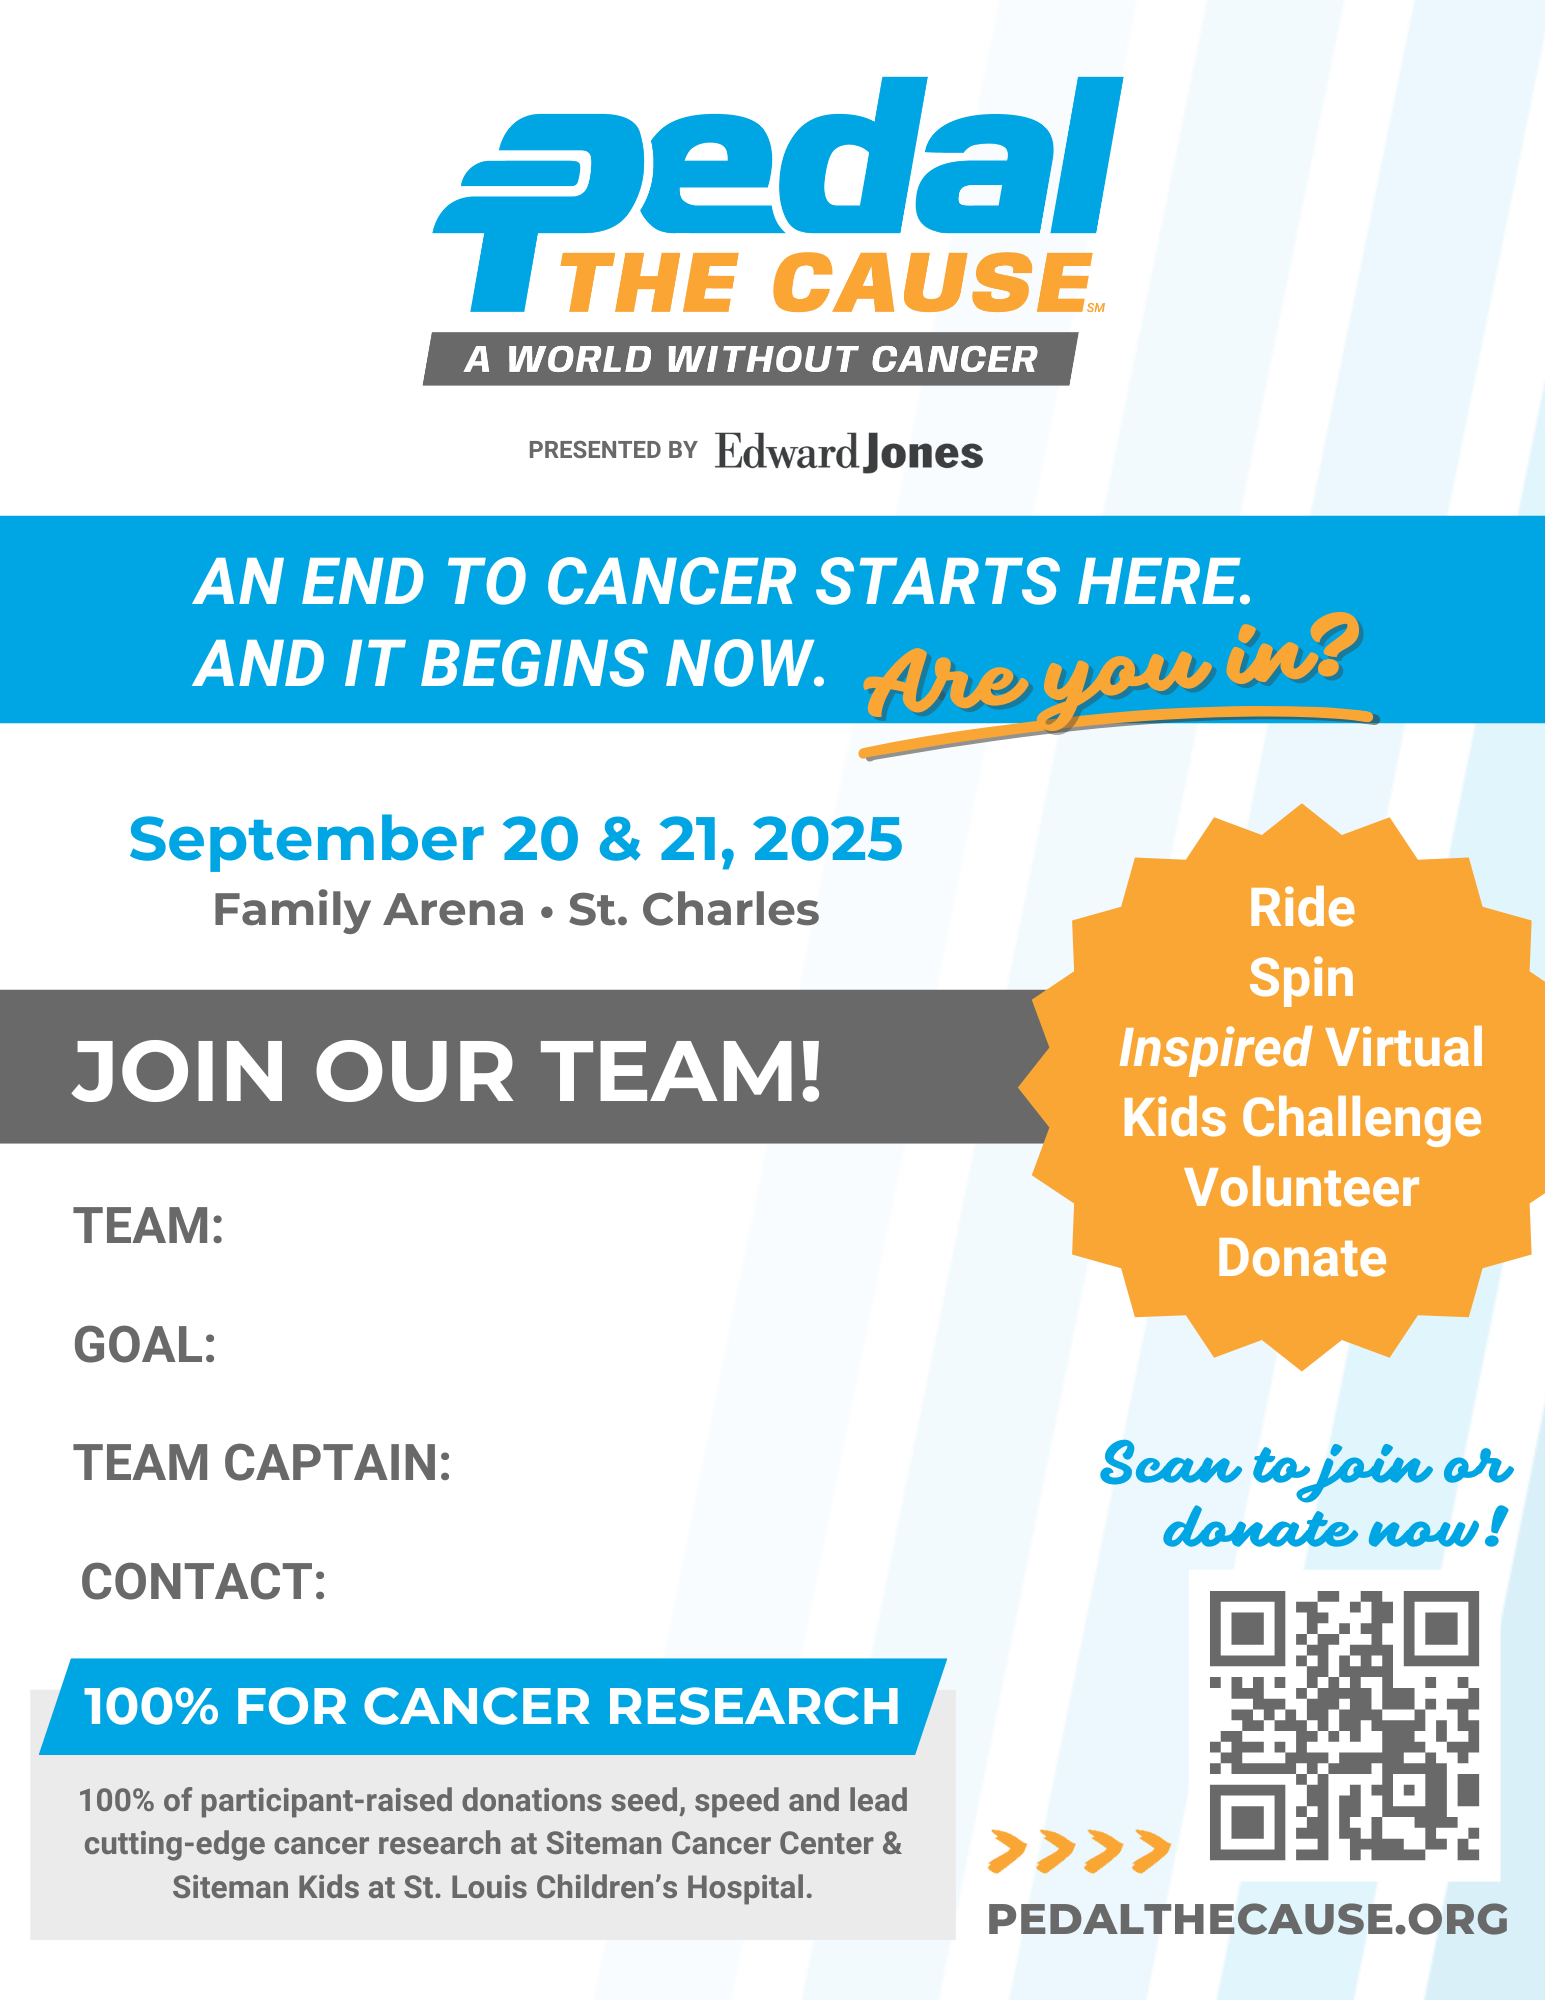 Pedal
THE CAUSE SM
A WORLD WITHOUT CANCER
PRESENTED BY Edward Jones
AN END TO CANCER STARTS HERE.
AND IT BEGINS NOW. Are you in?
September 20 & 21, 2025
Family Arena • St. Charles
JOIN OUR TEAM!
Ride
Spin
Inspired Virtual
Kids Challenge
Volunteer
Donate
TEAM:
GOAL:
TEAM CAPTAIN:
CONTACT:
Scan to join or
donate now!
100% FOR CANCER RESEARCH
100% of participant-raised donations seed, speed and lead
cutting-edge cancer research at Siteman Cancer Center &
Siteman Kids at St. Louis Children’s Hospital.
PEDALTHECAUSE.ORG